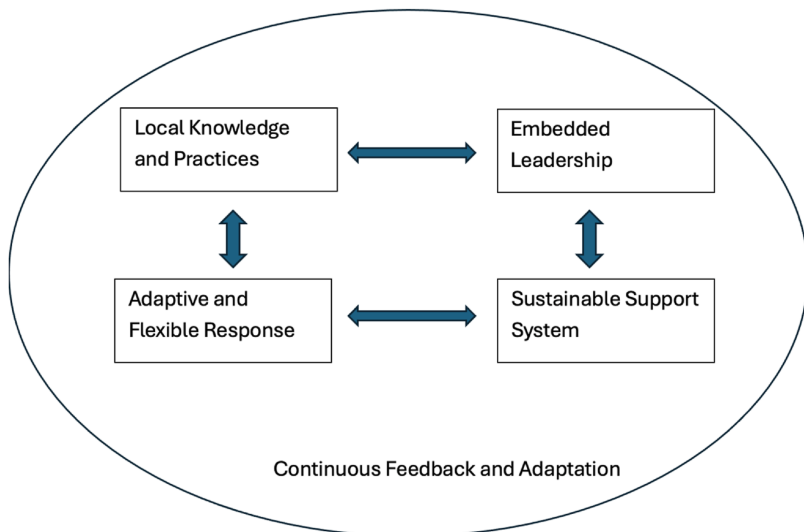 Local Knowledge
and Practices
Embedded
Leadership
Adaptive and
Flexible Response
Sustainable Support
System
Continuous Feedback and Adaptation